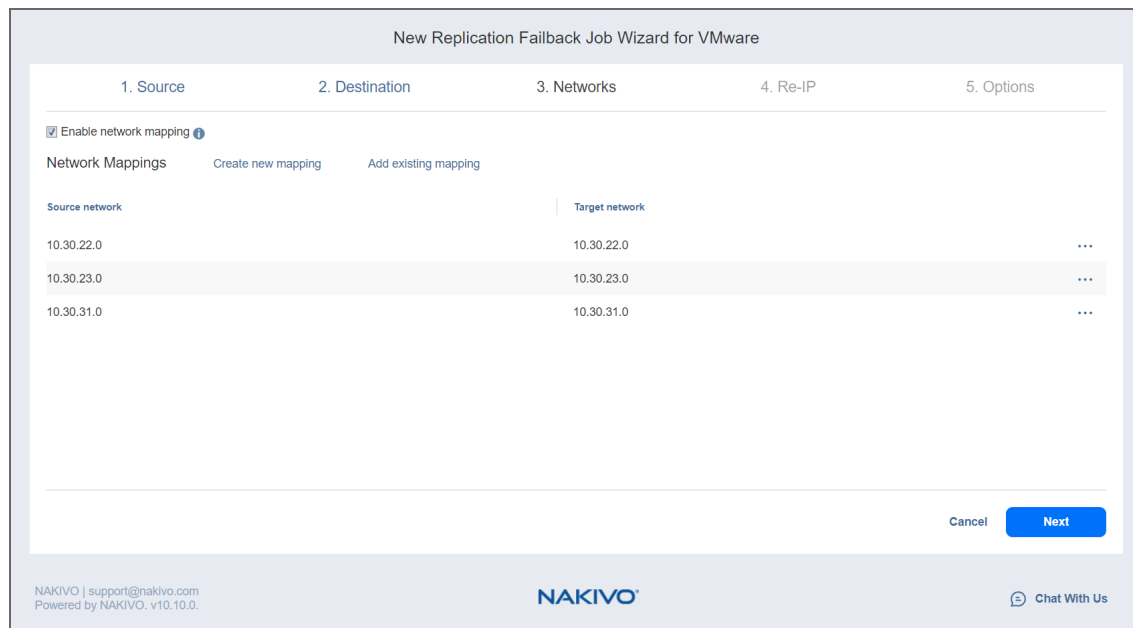 New Replication Failback Job Wizard for VMware
1. Source 2. Destination 3. Networks 4. Re-IP 5. Options
Enable network mapping
Network Mappings Create new mapping Add existing mapping
Source network Target network
10.30.22.0 10.30.22.0 ...
10.30.23.0 10.30.23.0 ...
10.30.31.0 10.30.31.0 ...
Cancel Next
NAKIVO | support@nakivo.com
Powered by NAKIVO. v10.10.0.
NAKIVO®
Chat With Us